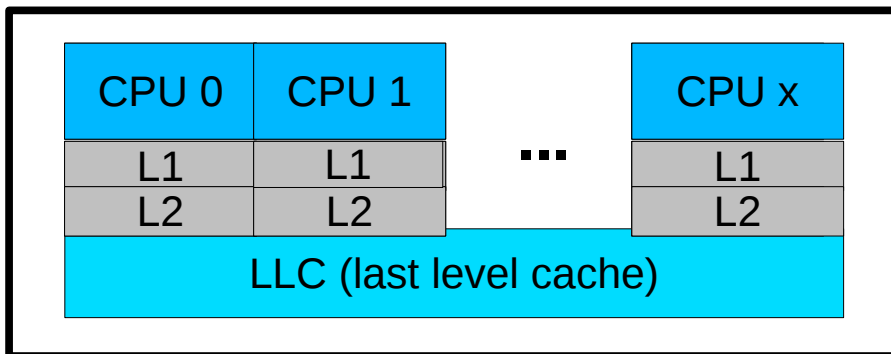 CPU 0 CPU 1 ... CPU x
L1 L1 L1
L2 L2 L2
LLC (last level cache)